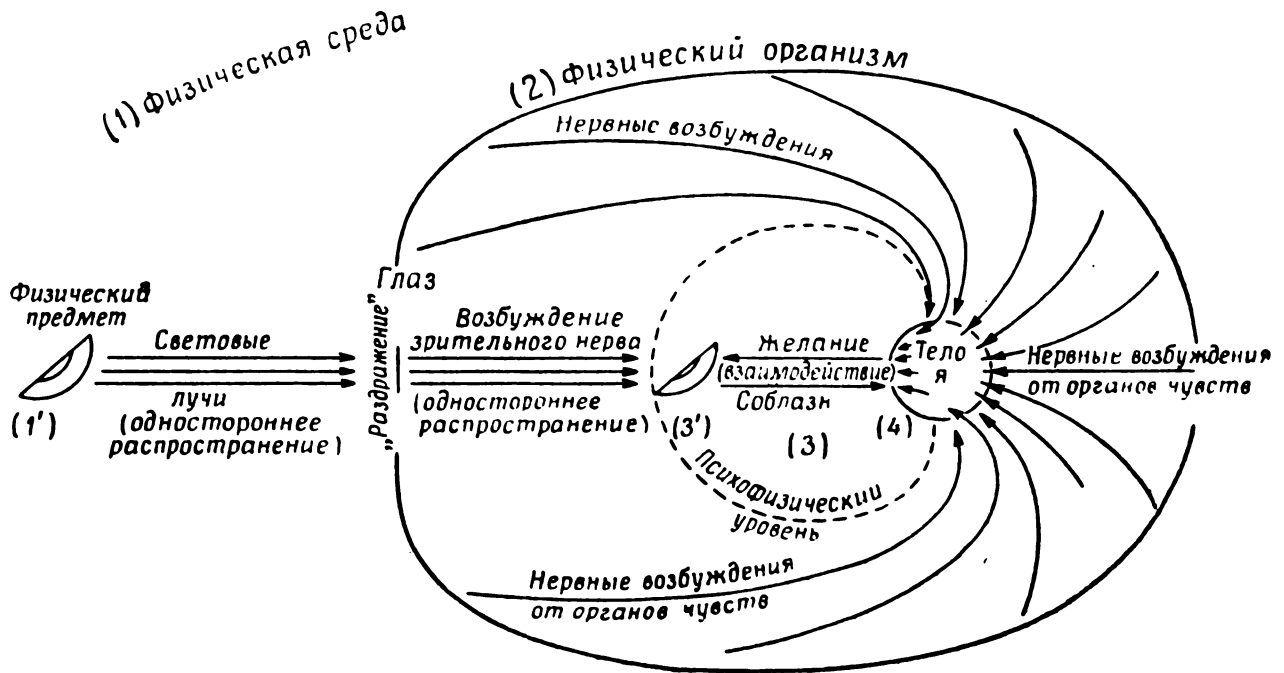 (1) Физическая среда
(2) Физический организм
Нервные возбуждения
Глаз
„Раздрижение”
Физический
предмет
Световые
лучи
(одностороннее
распространение)
(1')
Возбуждение
зрительного нерва
(одностороннее
распространение)
(3')
Желание
(взаимодействие)
Соблазн
(3)
(4)
Тело
я
Нервные возбуждения
от органов чувств
Психофизический
уровень
Нервные возбуждения
от органов чувств